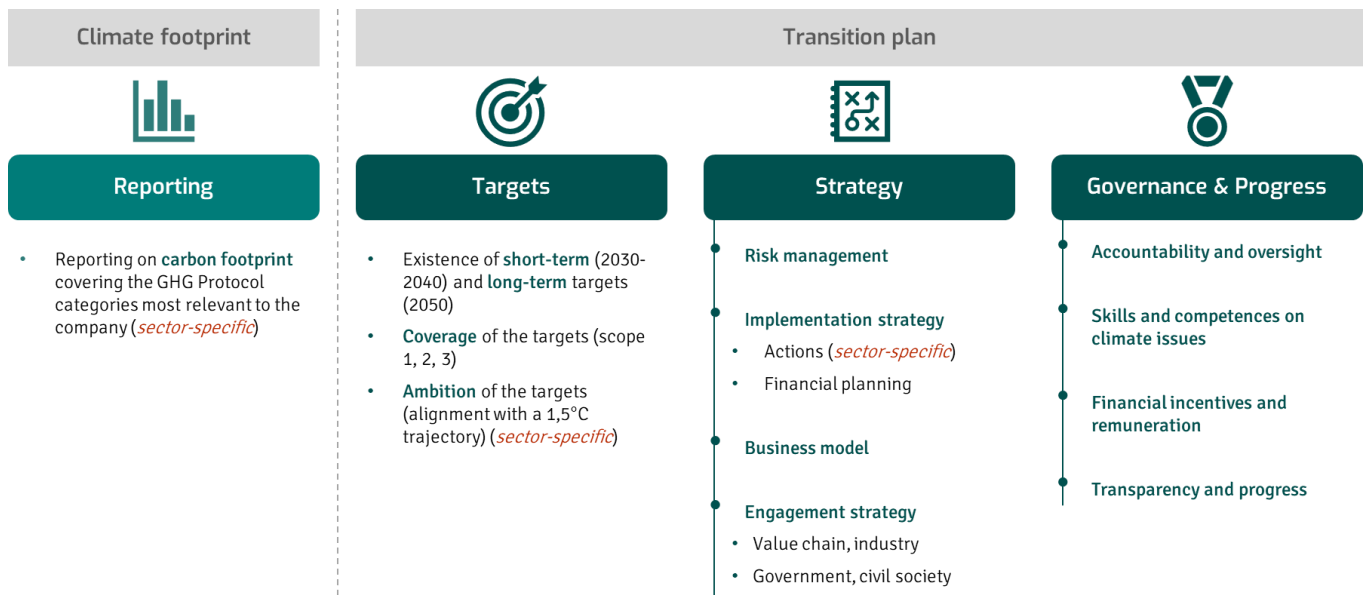 Climate footprint
Transition plan
Reporting
Reporting on carbon footprint
covering the GHG Protocol
categories most relevant to the
company (sector-specific)
Targets
Existence of short-term (2030-
2040) and long-term targets
(2050)
Coverage of the targets (scope
1, 2, 3)
Ambition of the targets
(alignment with a 1,5°C
trajectory) (sector-specific)
Strategy
Risk management
Implementation strategy
Actions (sector-specific)
Financial planning
Business model
Engagement strategy
Value chain, industry
Government, civil society
Governance & Progress
Accountability and oversight
Skills and competences on
climate issues
Financial incentives and
remuneration
Transparency and progress